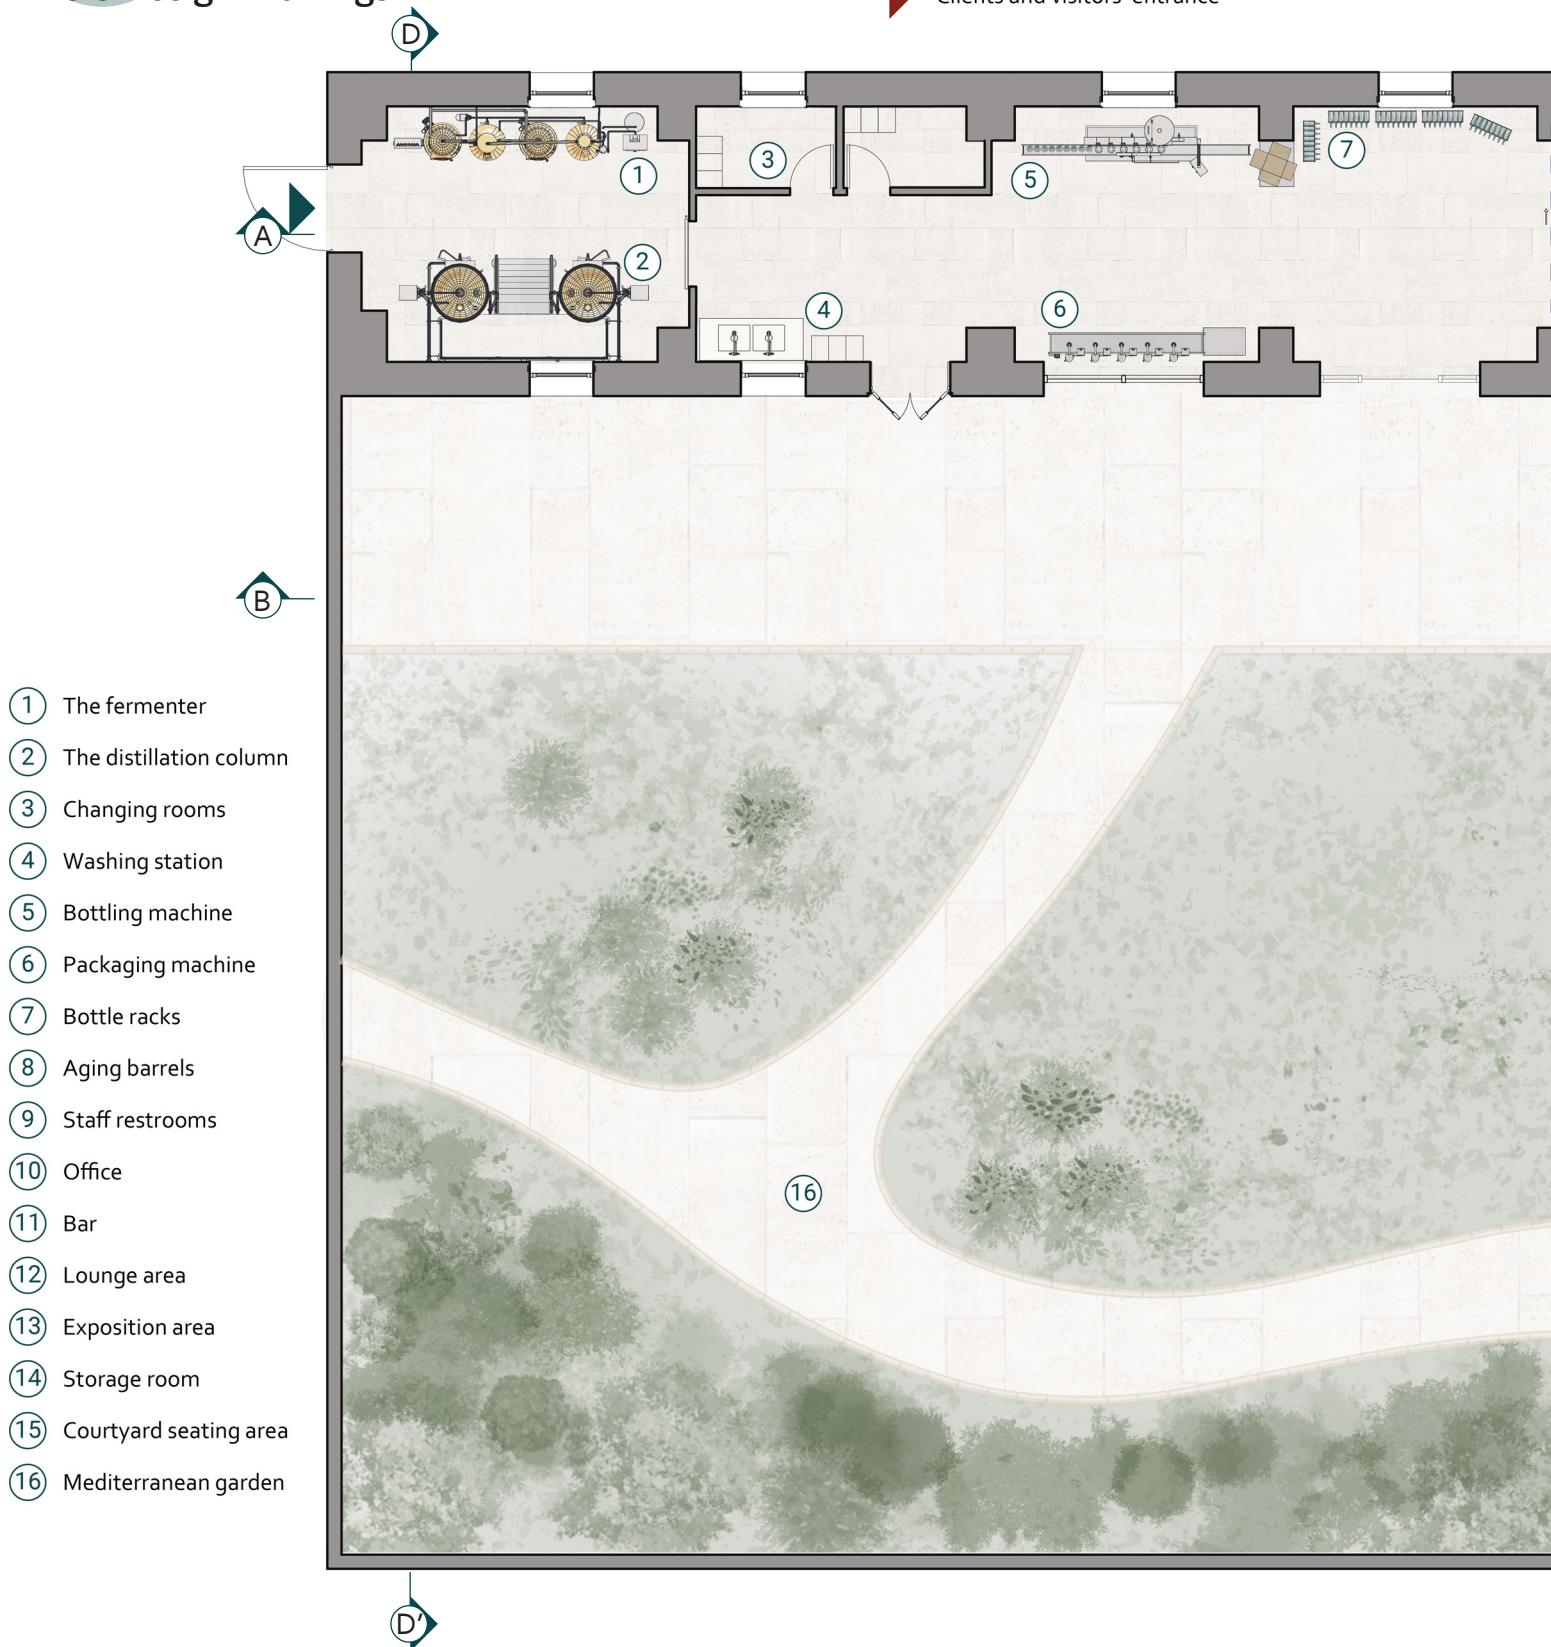 Clients and visitors' entrance
D
1
3
5
7
A
2
4
6
B
1 The fermenter
2 The distillation column
3 Changing rooms
4 Washing station
5 Bottling machine
6 Packaging machine
7 Bottle racks
8 Aging barrels
9 Staff restrooms
10 Office
11 Bar
12 Lounge area
13 Exposition area
14 Storage room
15 Courtyard seating area
16 Mediterranean garden
16
D'